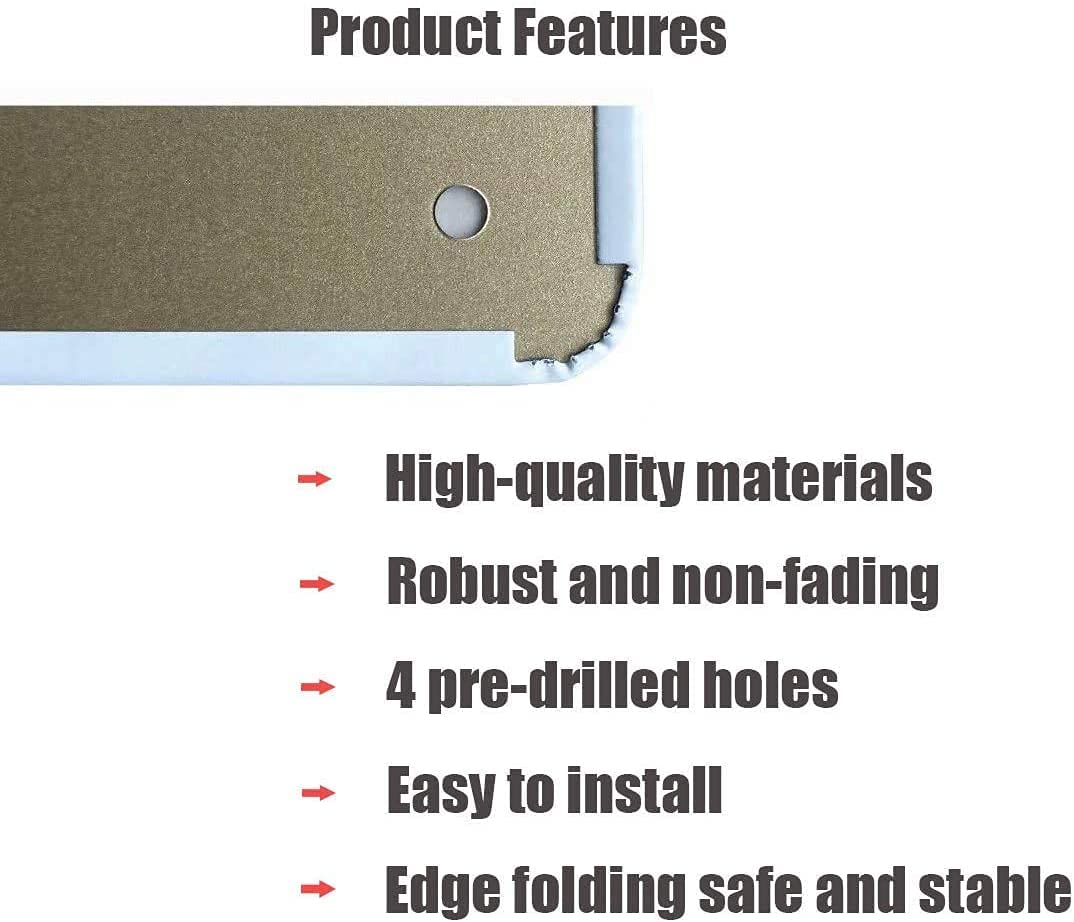 Product Features
High-quality materials
Robust and non-fading
4 pre-drilled holes
Easy to install
Edge folding safe and stable